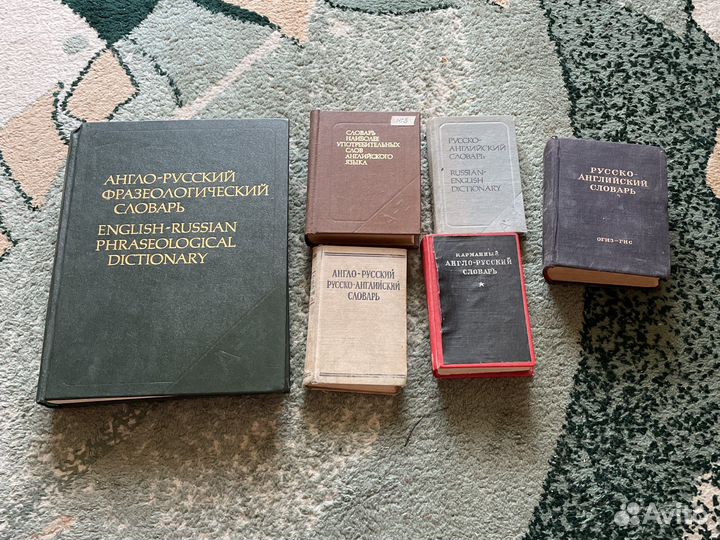 АНГЛО-РУССКИЙ
ФРАЗЕОЛОГИЧЕСКИЙ
СЛОВАРЬ
ENGLISH-RUSSIAN
PHRASEOLOGICAL
DICTIONARY
СЛОВАРЬ
НАИБОЛЕЕ
УПОТРЕБИТЕЛЬНЫХ
СЛОВ
АНГЛИЙСКОГО
ЯЗЫКА
РУССКО-
АНГЛИЙСКИЙ
СЛОВАРЬ
RUSSIAN-
ENGLISH
DICTIONARY
РУССКО-
АНГЛИЙСКИЙ
СЛОВАРЬ
ОГИЗ-ГИС
АНГЛО-РУССКИЙ
РУССКО-АНГЛИЙСКИЙ
СЛОВАРЬ
КАРМАННЫЙ
АНГЛО-РУССКИЙ
СЛОВАРЬ
Avito